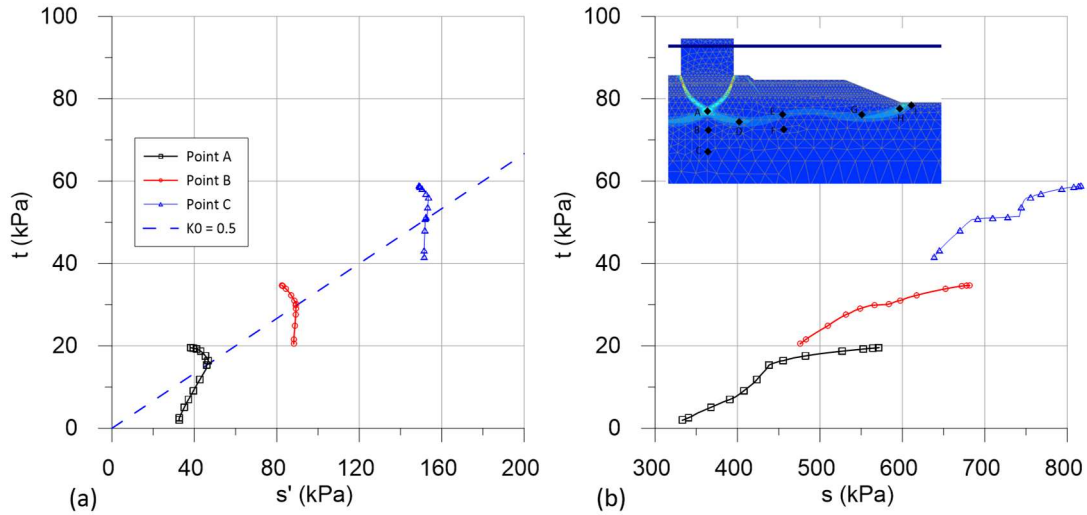 100
80
60
40
20
0
t (kPa)
Point A
Point B
Point C
K0 = 0.5
0
40
80
120
160
200
s' (kPa)
(a)
100
80
60
40
20
0
t (kPa)
A
B
C
D
E
F
G
H
I
300
400
500
600
700
800
s (kPa)
(b)